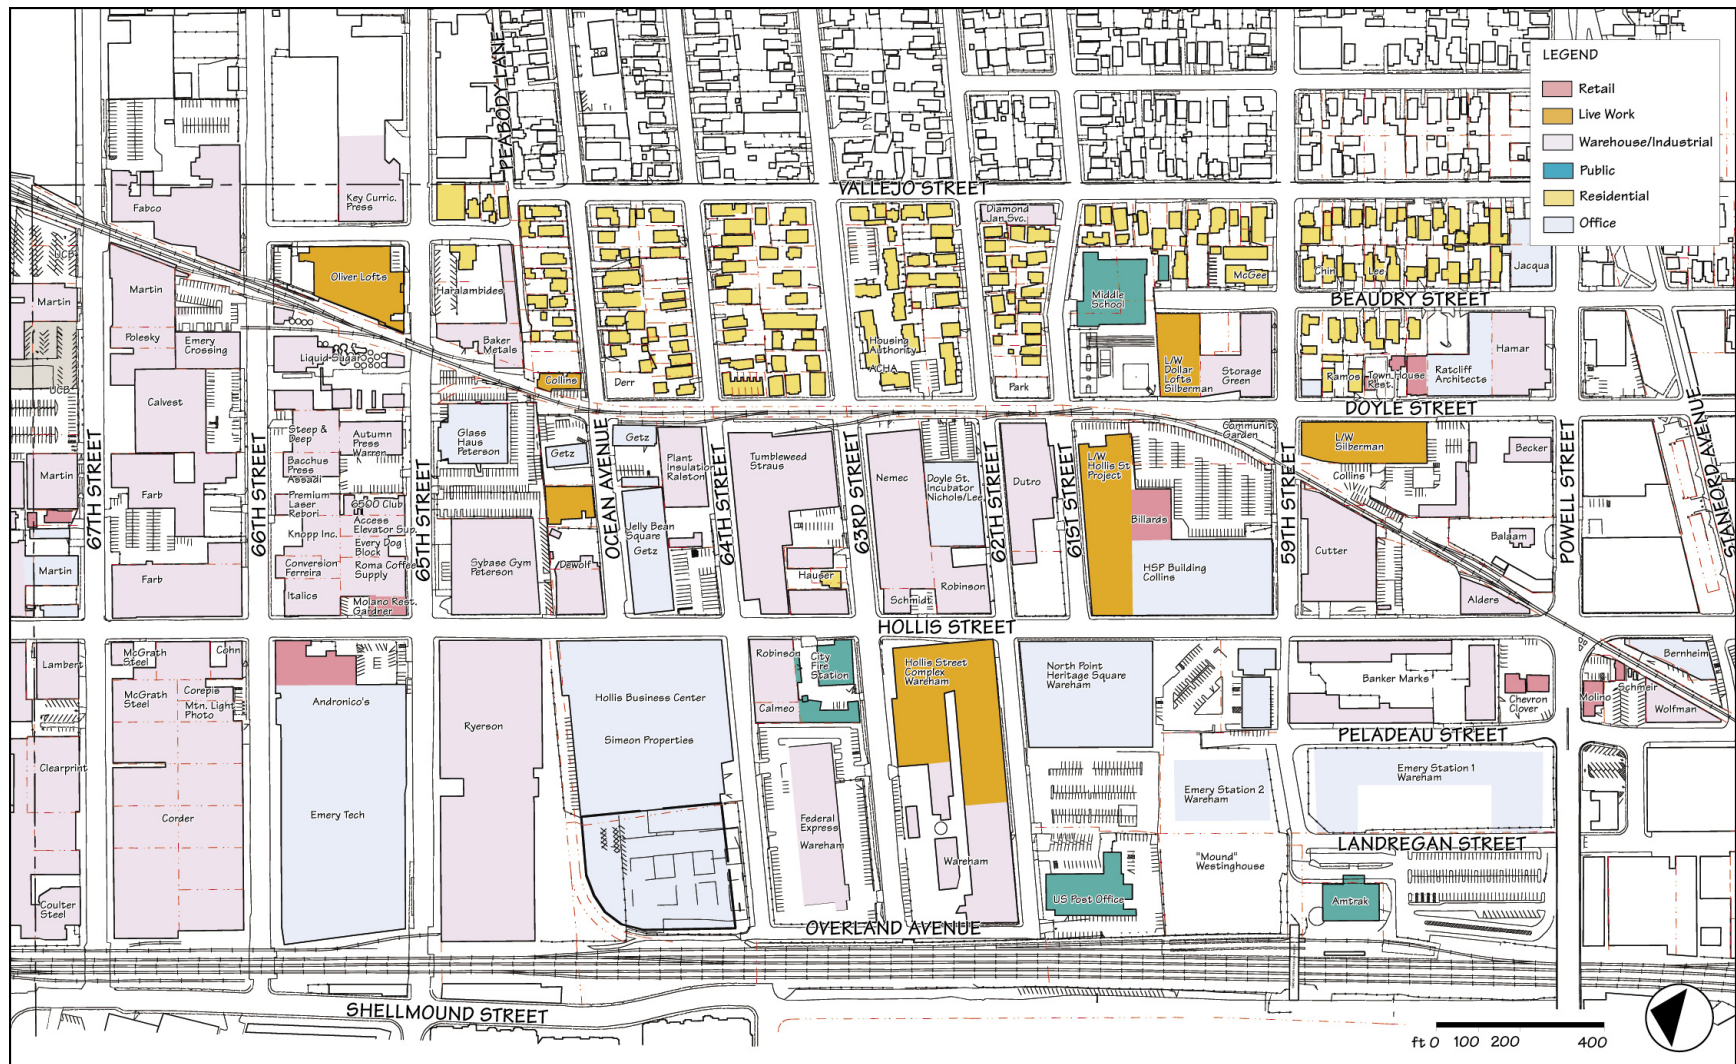 PEABODY LANE
LEGEND
Retail
Live Work
Warehouse/Industrial
Public
Residential
Office
VALLEJO STREET
Fabco
Key Curric.
Press
Diamond
Jan Svc.
UCB
Martin
Martin
Oliver Lofts
Haralambides
Middle
School
McGee
Chin
Lee
Jacqua
BEAUDRY STREET
Polesky
Emery
Crossing
Liquid Sugar
Baker
Metals
Housing
Authority
ACHA
UCB
Collins
Derr
Park
L/W
Dollar
Lofts
Silberman
Storage
Green
Ramos
Town House
Rest.
Ratcliff
Architects
Hamar
DOYLE STREET
Calvest
67TH STREET
66TH STREET
65TH STREET
OCEAN AVENUE
64TH STREET
63RD STREET
62TH STREET
61ST STREET
59TH STREET
POWELL STREET
STANFORD AVENUE
Steep &
Deep
Autumn
Press
Warren
Bacchus
Press
Assadi
Premium
Laser
Rebori
6500 Club
Access
Elevator Sup.
Knopp Inc.
Every Dog
Block
Conversion
Ferreira
Roma Coffee
Supply
Italics
Molano Rest.
Gardner
Martin
Martin
Farb
Farb
Glass
Haus
Peterson
Getz
Getz
Plant
Insulation
Ralston
Jelly Bean
Square
Getz
Sybase Gym
Peterson
Dewolf
Tumbleweed
Straus
Hauser
Nemec
Doyle St.
Incubator
Nichols/Lee
Schmidt
Robinson
Dutro
L/W
Hollis St
Project
Billards
HSP Building
Collins
Community
Garden
L/W
Silberman
Collins
Becker
Cutter
Balaam
Alders
HOLLIS STREET
Lambert
McGrath
Steel
Cohn
McGrath
Steel
Corepis
Mtn. Light
Photo
Andronico's
Ryerson
Hollis Business Center
Simeon Properties
Robinson
City
Fire
Station
Calmeo
Hollis Street
Complex
Wareham
North Point
Heritage Square
Wareham
Banker Marks
Chevron
Clover
Molino
Schmeir
Bernheim
Wolfman
PELADEAU STREET
Clearprint
Corder
Emery Tech
Federal
Express
Wareham
Wareham
Emery Station 2
Wareham
Emery Station 1
Wareham
LANDREGAN STREET
"Mound"
Westinghouse
US Post Office
Amtrak
Coulter
Steel
OVERLAND AVENUE
SHELLMOUND STREET
ft 0 100 200 400